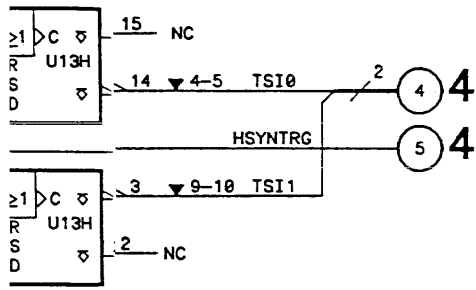 15 NC
≥1 C
U13H
R
S
D
14 4-5 TSI0
2
4 4
HSYNTRG
5 4
≥1 C
U13H
R
S
D
3 9-10 TSI1
2 NC